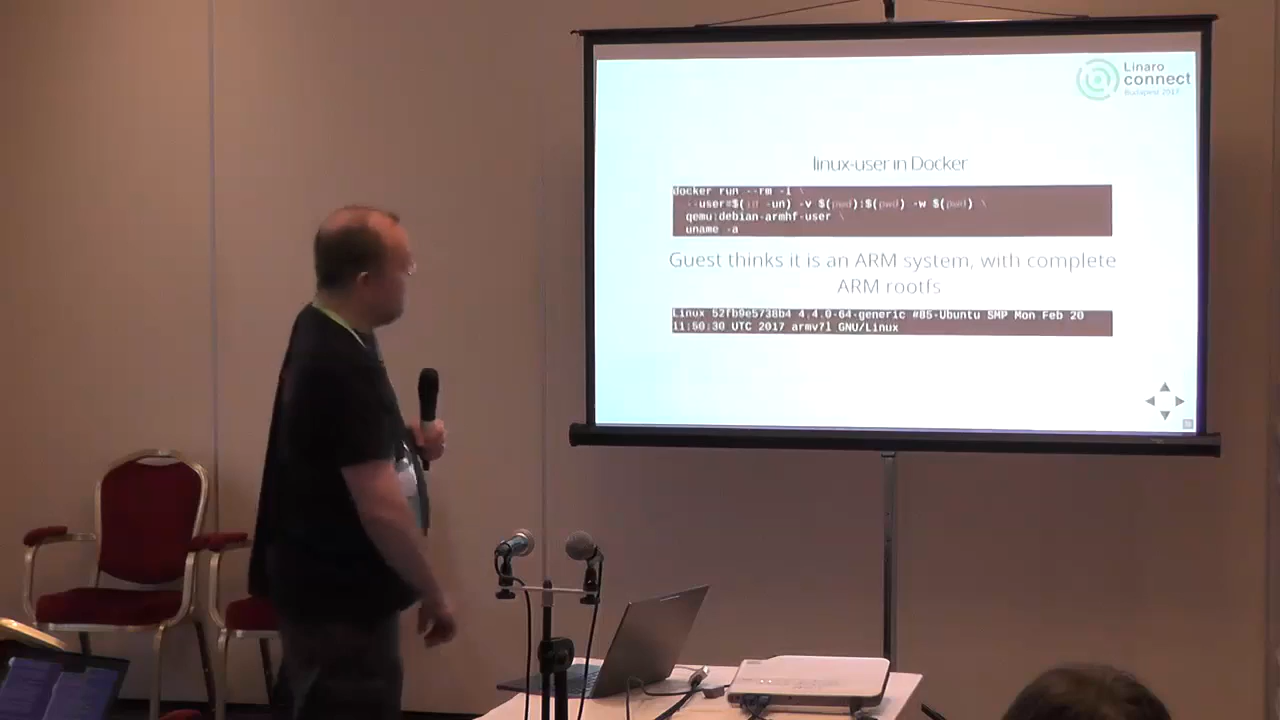 Linaro
connect
Budapest 2017
linux-user in Docker
docker run --rm -i \
--user=$(id -un) -v $(pwd):$(pwd) -w $(pwd) \
qemu:debian-armhf-user \
uname -a
Guest thinks it is an ARM system, with complete
ARM rootfs
Linux 52fb9e5738b4 4.4.0-64-generic #85-Ubuntu SMP Mon Feb 20
11:50:30 UTC 2017 armv7l GNU/Linux